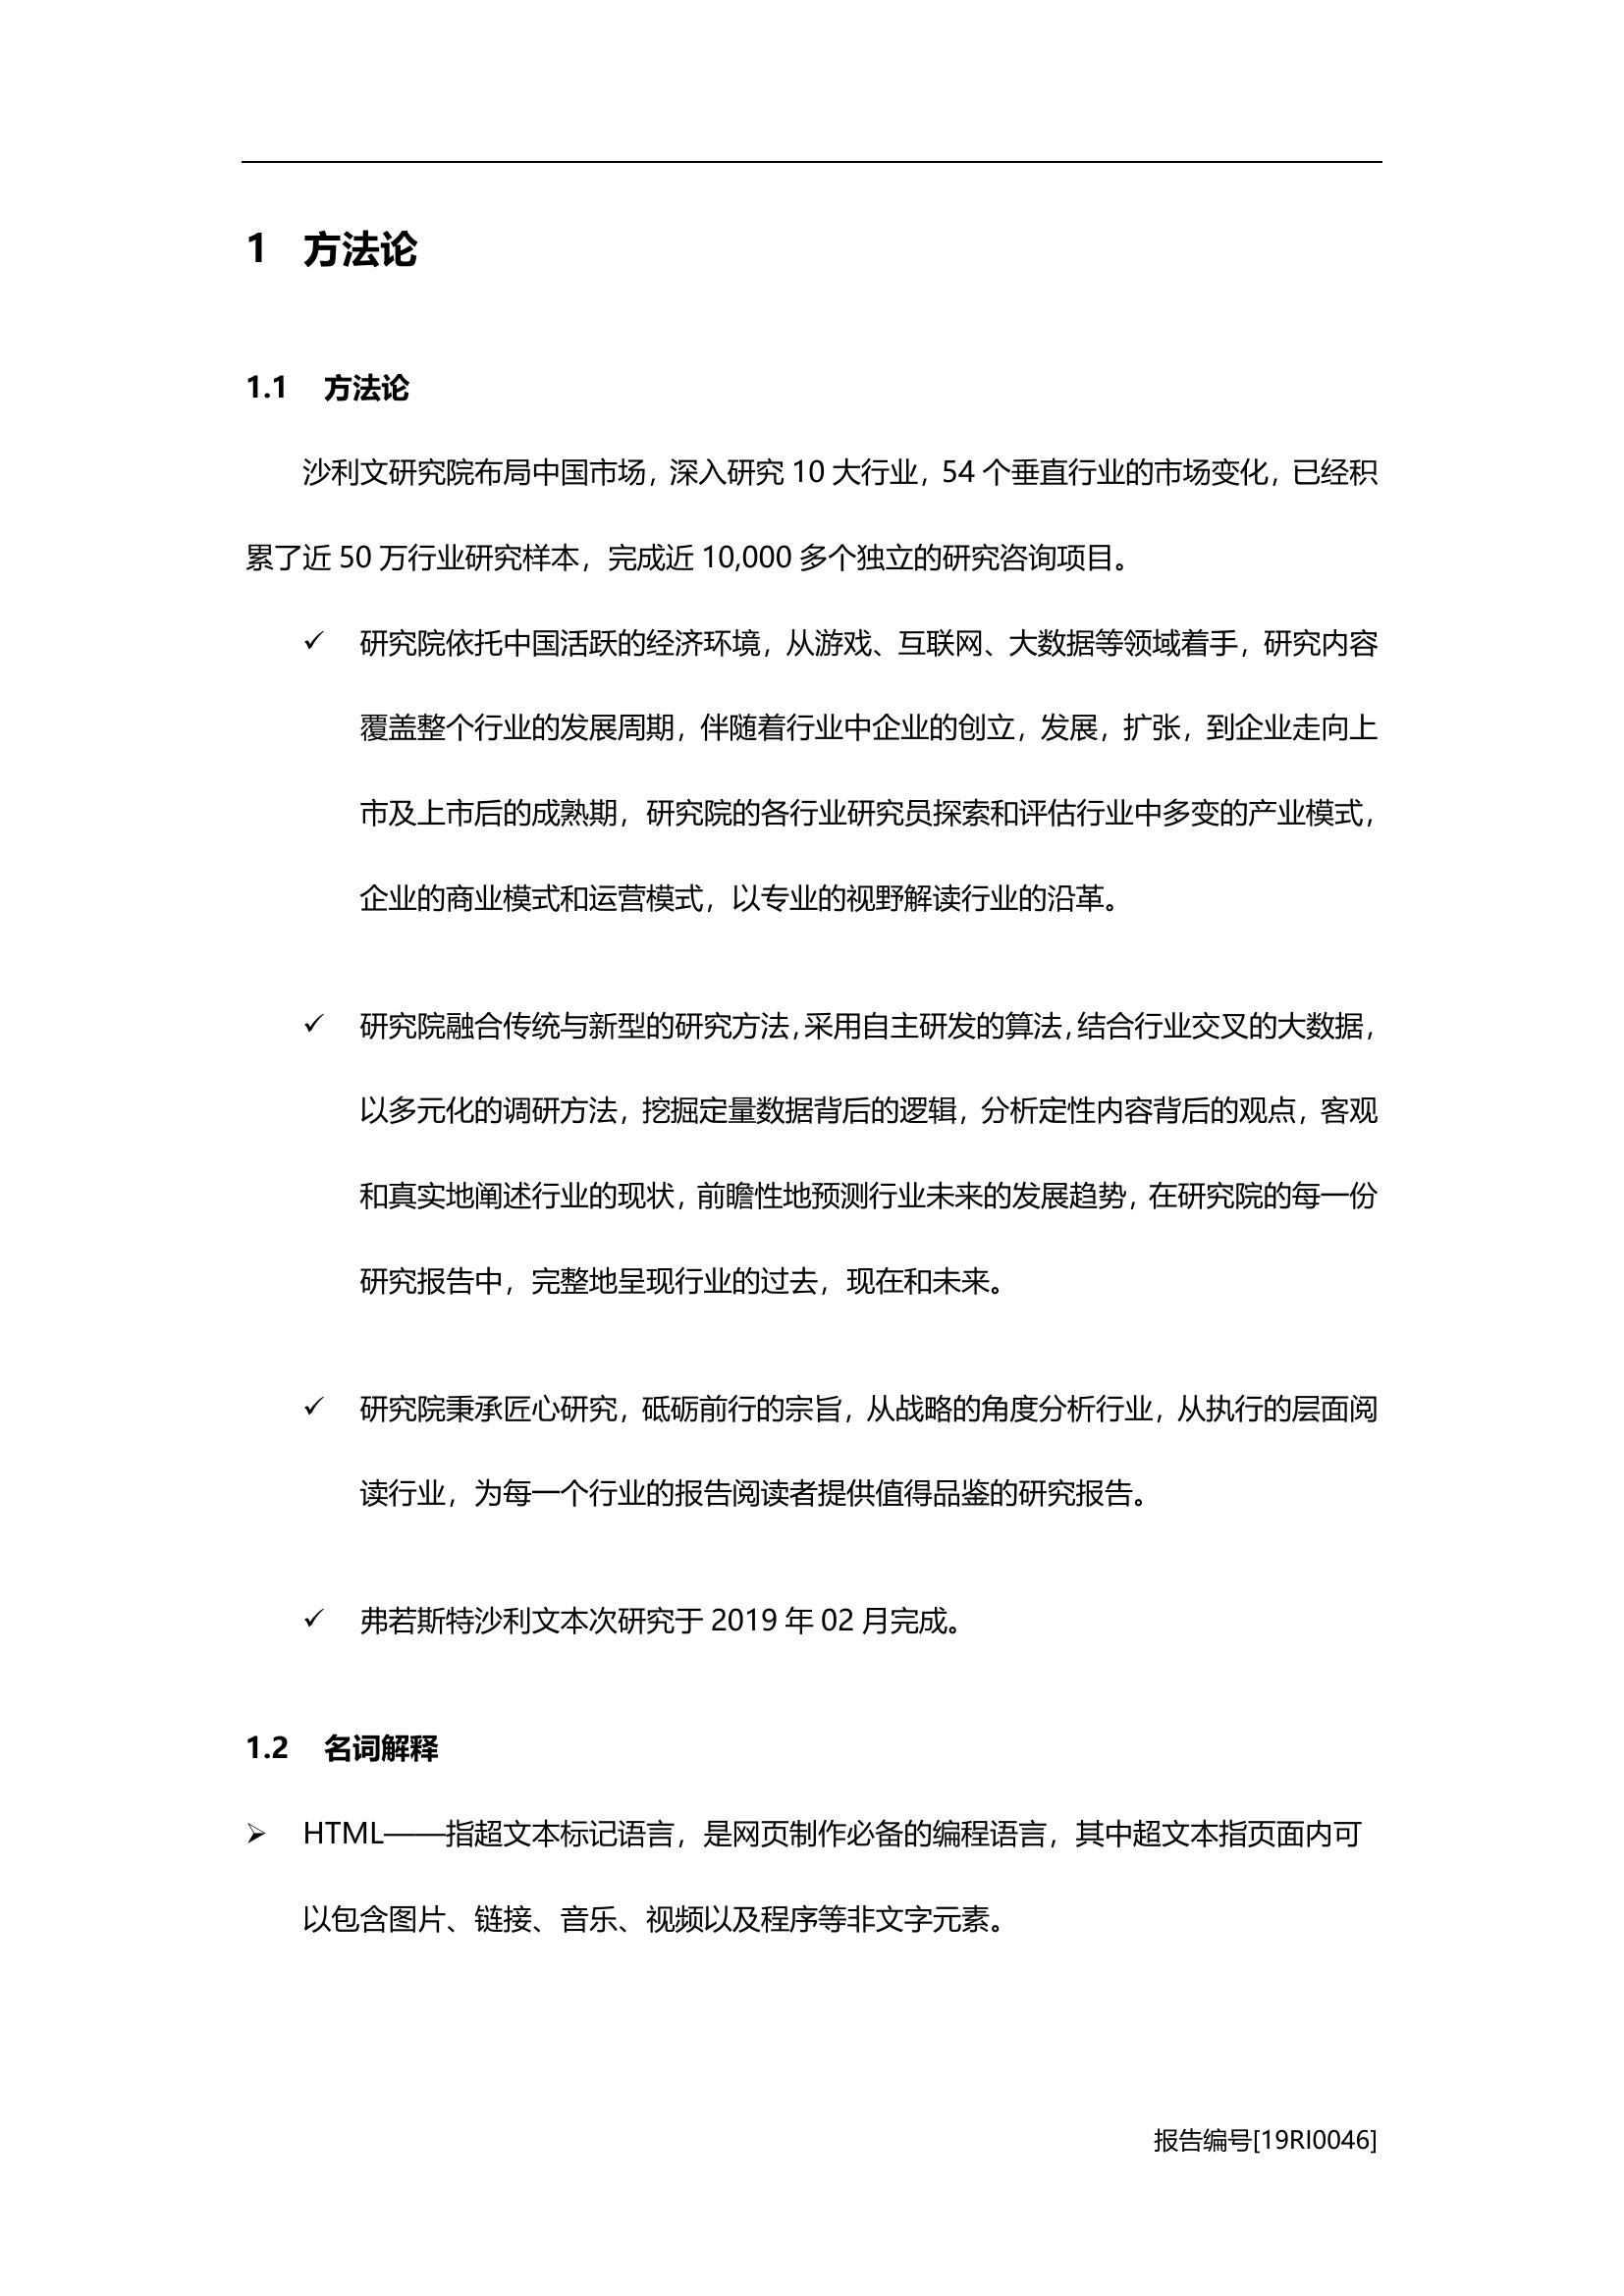 1 方法论
1.1 方法论
沙利文研究院布局中国市场，深入研究 10 大行业，54 个垂直行业的市场变化，已经积
累了近 50 万行业研究样本，完成近 10,000 多个独立的研究咨询项目。
✓ 研究院依托中国活跃的经济环境，从游戏、互联网、大数据等领域着手，研究内容
覆盖整个行业的发展周期，伴随着行业中企业的创立，发展，扩张，到企业走向上
市及上市后的成熟期，研究院的各行业研究员探索和评估行业中多变的产业模式，
企业的商业模式和运营模式，以专业的视野解读行业的沿革。
✓ 研究院融合传统与新型的研究方法，采用自主研发的算法，结合行业交叉的大数据，
以多元化的调研方法，挖掘定量数据背后的逻辑，分析定性内容背后的观点，客观
和真实地阐述行业的现状，前瞻性地预测行业未来的发展趋势，在研究院的每一份
研究报告中，完整地呈现行业的过去，现在和未来。
✓ 研究院秉承匠心研究，砥砺前行的宗旨，从战略的角度分析行业，从执行的层面阅
读行业，为每一个行业的报告阅读者提供值得品鉴的研究报告。
✓ 弗若斯特沙利文本次研究于 2019 年 02 月完成。
1.2 名词解释
➢ HTML——指超文本标记语言，是网页制作必备的编程语言，其中超文本指页面内可
以包含图片、链接、音乐、视频以及程序等非文字元素。
报告编号[19RI0046]